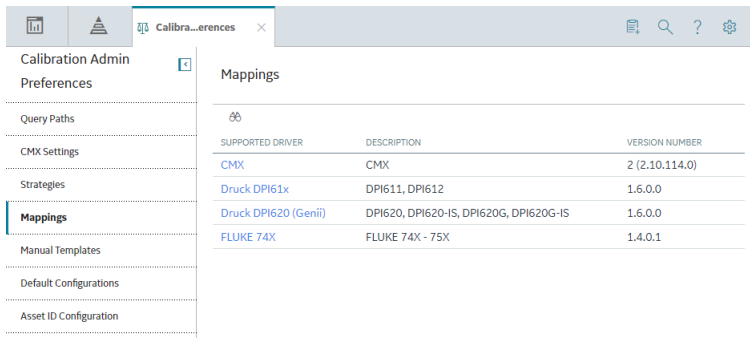 Calibra...erences
Calibration Admin
Preferences
Query Paths
CMX Settings
Strategies
Mappings
Manual Templates
Default Configurations
Asset ID Configuration
Mappings
SUPPORTED DRIVER DESCRIPTION VERSION NUMBER
CMX CMX 2 (2.10.114.0)
Druck DPI61x DPI611, DPI612 1.6.0.0
Druck DPI620 (Genii) DPI620, DPI620-IS, DPI620G, DPI620G-IS 1.6.0.0
FLUKE 74X FLUKE 74X - 75X 1.4.0.1